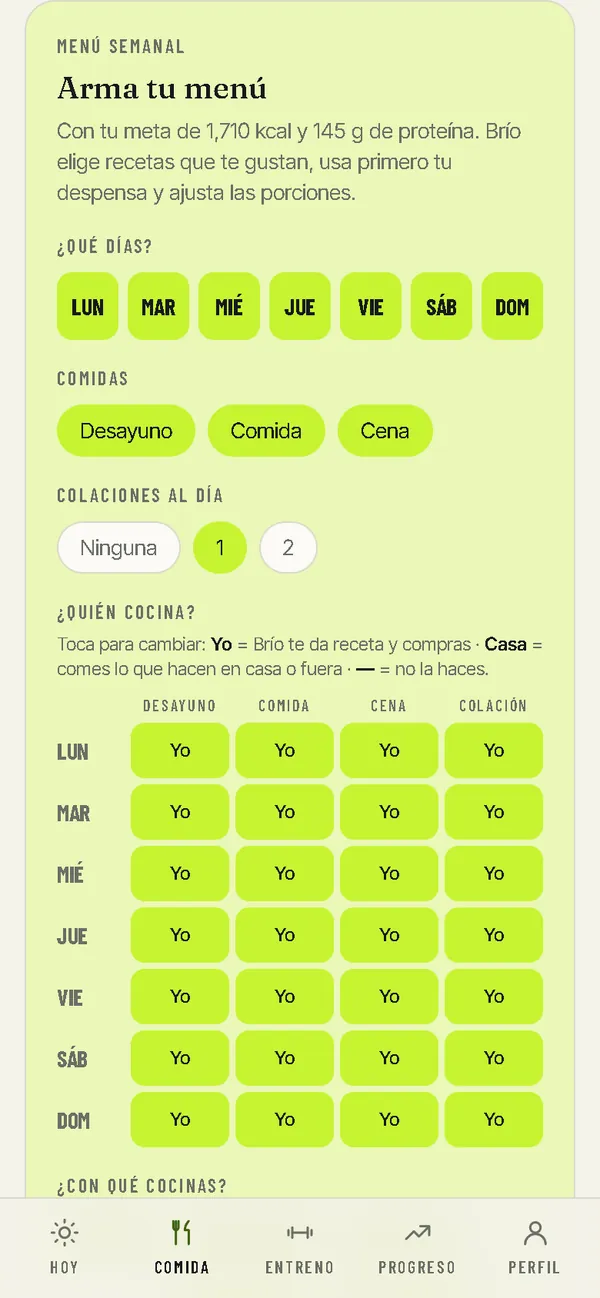 MENÚ SEMANAL
Arma tu menú
Con tu meta de 1,710 kcal y 145 g de proteína. Brío
elige recetas que te gustan, usa primero tu
despensa y ajusta las porciones.
¿QUÉ DÍAS?
LUN MAR MIÉ JUE VIE SÁB DOM
COMIDAS
Desayuno Comida Cena
COLACIONES AL DÍA
Ninguna 1 2
¿QUIÉN COCINA?
Toca para cambiar: Yo = Brío te da receta y compras · Casa =
comes lo que hacen en casa o fuera · — = no la haces.
DESAYUNO COMIDA CENA COLACIÓN
LUN Yo Yo Yo Yo
MAR Yo Yo Yo Yo
MIÉ Yo Yo Yo Yo
JUE Yo Yo Yo Yo
VIE Yo Yo Yo Yo
SÁB Yo Yo Yo Yo
DOM Yo Yo Yo Yo
¿CON QUÉ COCINAS?
HOY COMIDA ENTRENO PROGRESO PERFIL